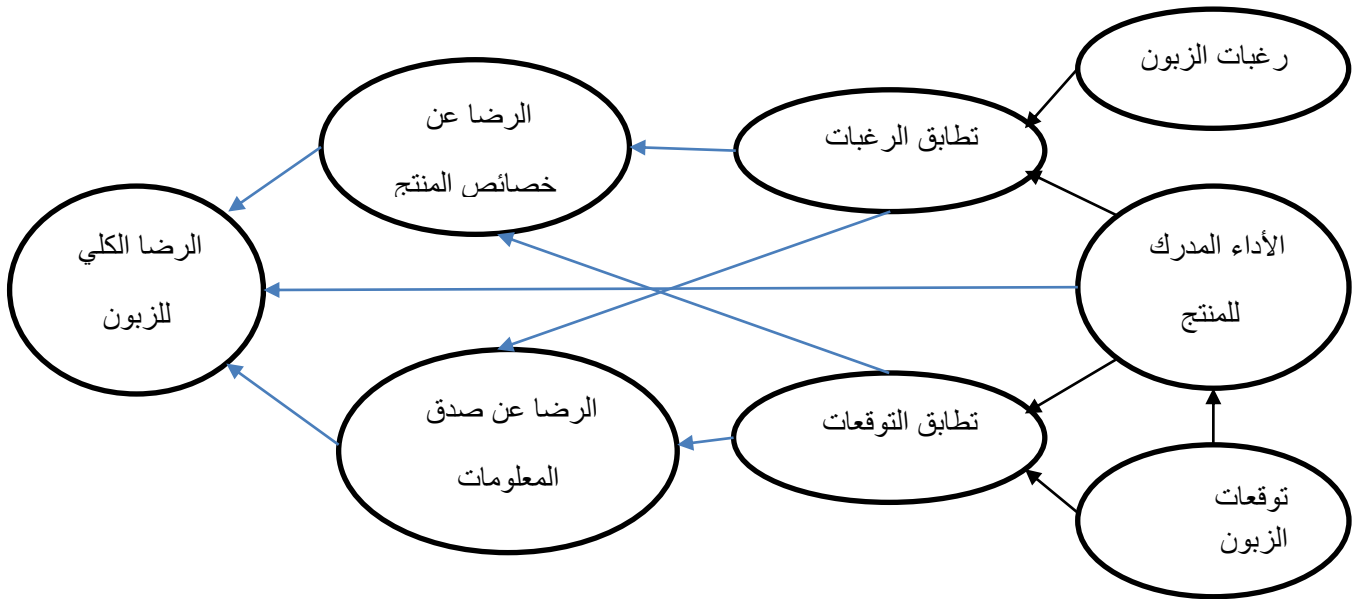 رغبات الزبون
تطابق الرغبات
الرضا عن
خصائص المنتج
الأداء المدرك
للمنتج
الرضا الكلي
للزبون
تطابق التوقعات
الرضا عن صدق
المعلومات
توقعات
الزبون